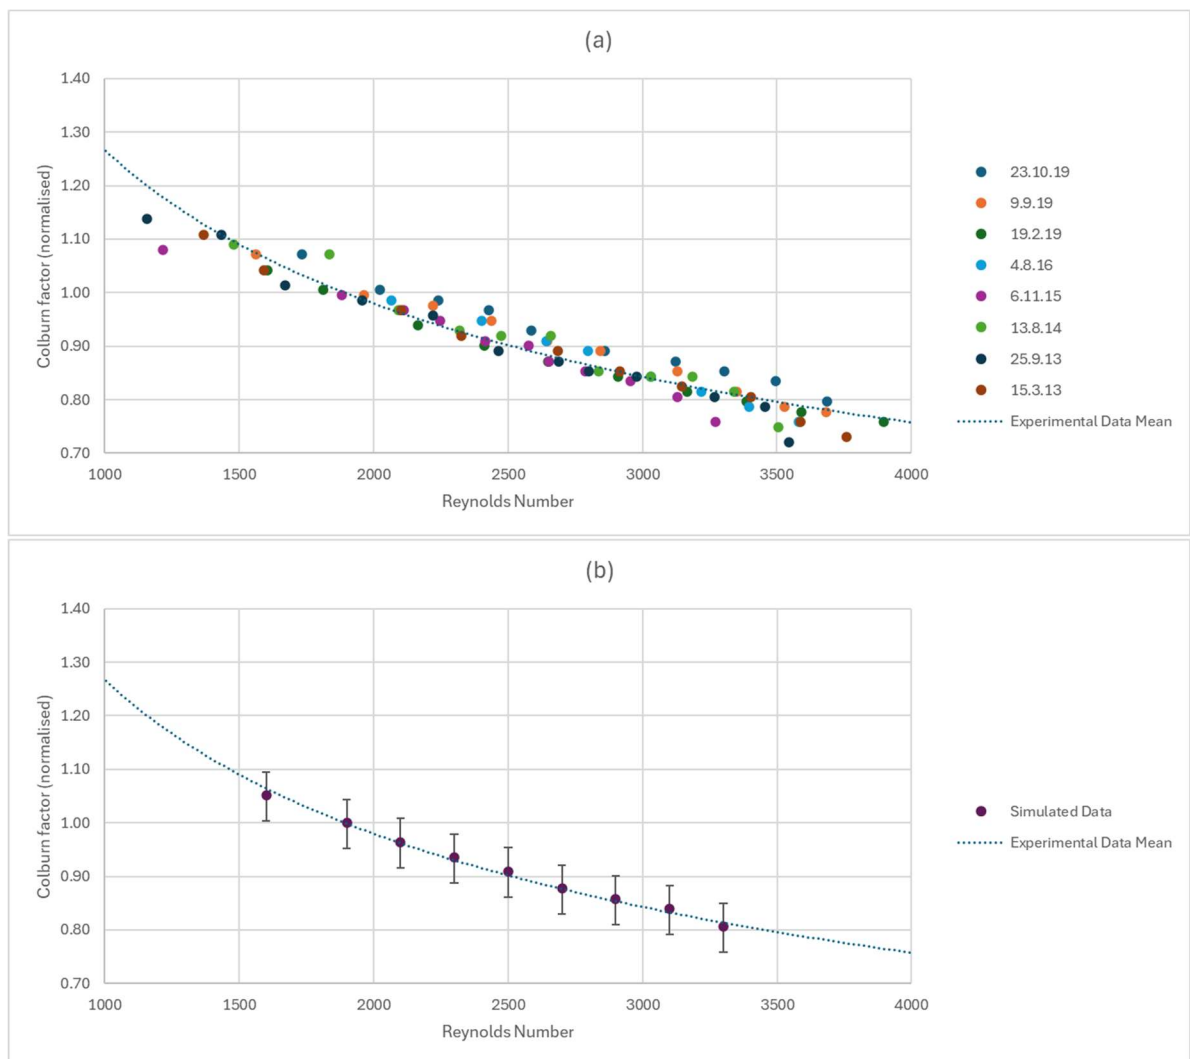 (a)
1.40
1.30
1.20
1.10
1.00
0.90
0.80
0.70
Colburn factor (normalised)
1000 1500 2000 2500 3000 3500 4000
Reynolds Number
23.10.19
9.9.19
19.2.19
4.8.16
6.11.15
13.8.14
25.9.13
15.3.13
Experimental Data Mean
(b)
1.40
1.30
1.20
1.10
1.00
0.90
0.80
0.70
Colburn factor (normalised)
1000 1500 2000 2500 3000 3500 4000
Reynolds Number
Simulated Data
Experimental Data Mean